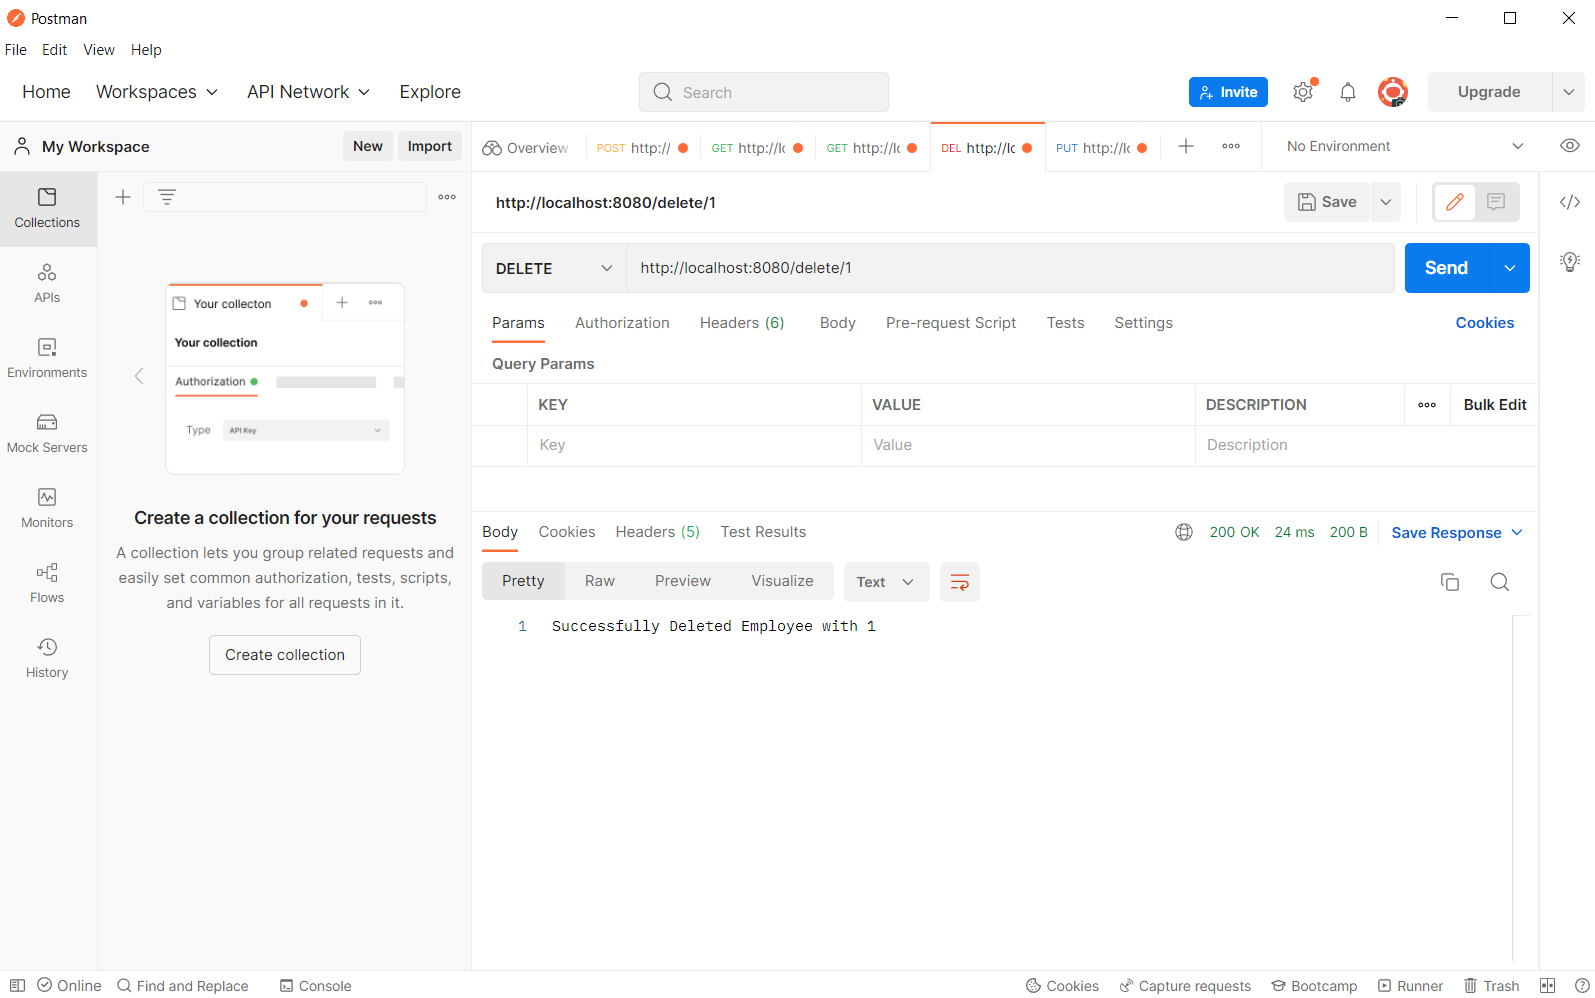 Postman
File Edit View Help
Home Workspaces API Network Explore Search Invite Upgrade
My Workspace New Import
Overview POST http:// GET http://lo GET http://lo DEL http://lo PUT http://lo No Environment
Collections
APIs
Environments
Mock Servers
Monitors
Flows
History
Your collecton
Your collection
Authorization
Type API Key
Create a collection for your requests
A collection lets you group related requests and
easily set common authorization, tests, scripts,
and variables for all requests in it.
Create collection
http://localhost:8080/delete/1 Save
DELETE http://localhost:8080/delete/1 Send
Params Authorization Headers (6) Body Pre-request Script Tests Settings Cookies
Query Params
KEY VALUE DESCRIPTION Bulk Edit
Key Value Description
Body Cookies Headers (5) Test Results 200 OK 24 ms 200 B Save Response
Pretty Raw Preview Visualize Text
1 Successfully Deleted Employee with 1
Online Find and Replace Console Cookies Capture requests Bootcamp Runner Trash